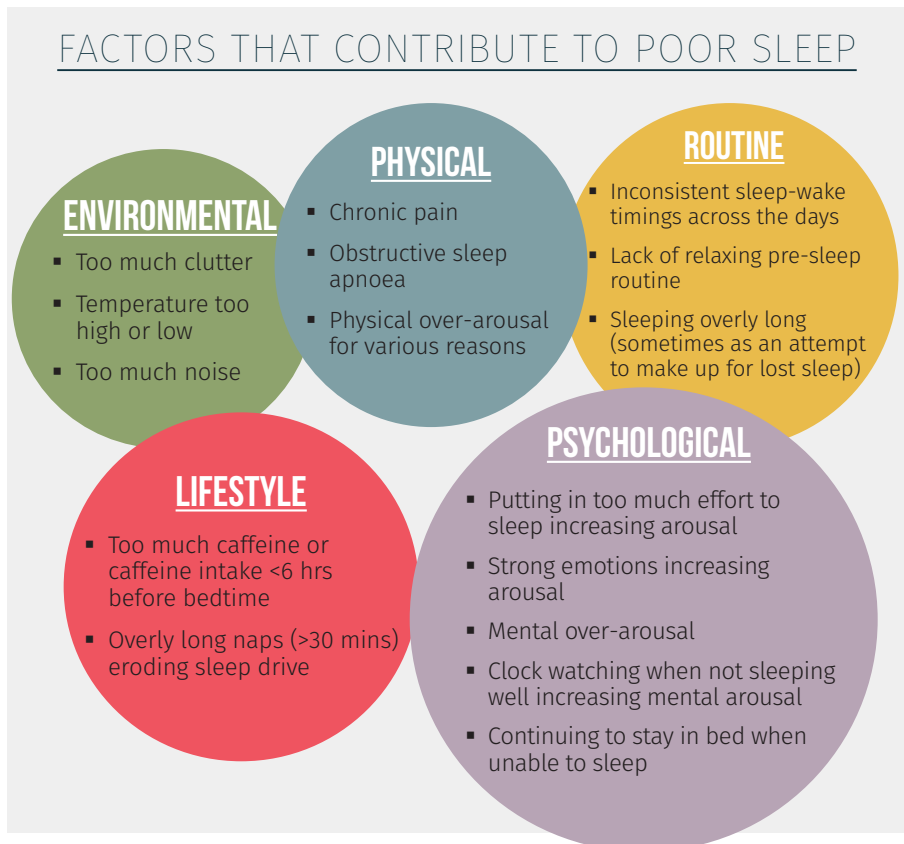 FACTORS THAT CONTRIBUTE TO POOR SLEEP
ENVIRONMENTAL
▪ Too much clutter
▪ Temperature too
high or low
▪ Too much noise
PHYSICAL
▪ Chronic pain
▪ Obstructive sleep
apnoea
▪ Physical over-arousal
for various reasons
ROUTINE
▪ Inconsistent sleep-wake
timings across the days
▪ Lack of relaxing pre-sleep
routine
▪ Sleeping overly long
(sometimes as an attempt
to make up for lost sleep)
LIFESTYLE
▪ Too much caffeine or
caffeine intake <6 hrs
before bedtime
▪ Overly long naps (>30 mins)
eroding sleep drive
PSYCHOLOGICAL
▪ Putting in too much effort to
sleep increasing arousal
▪ Strong emotions increasing
arousal
▪ Mental over-arousal
▪ Clock watching when not sleeping
well increasing mental arousal
▪ Continuing to stay in bed when
unable to sleep